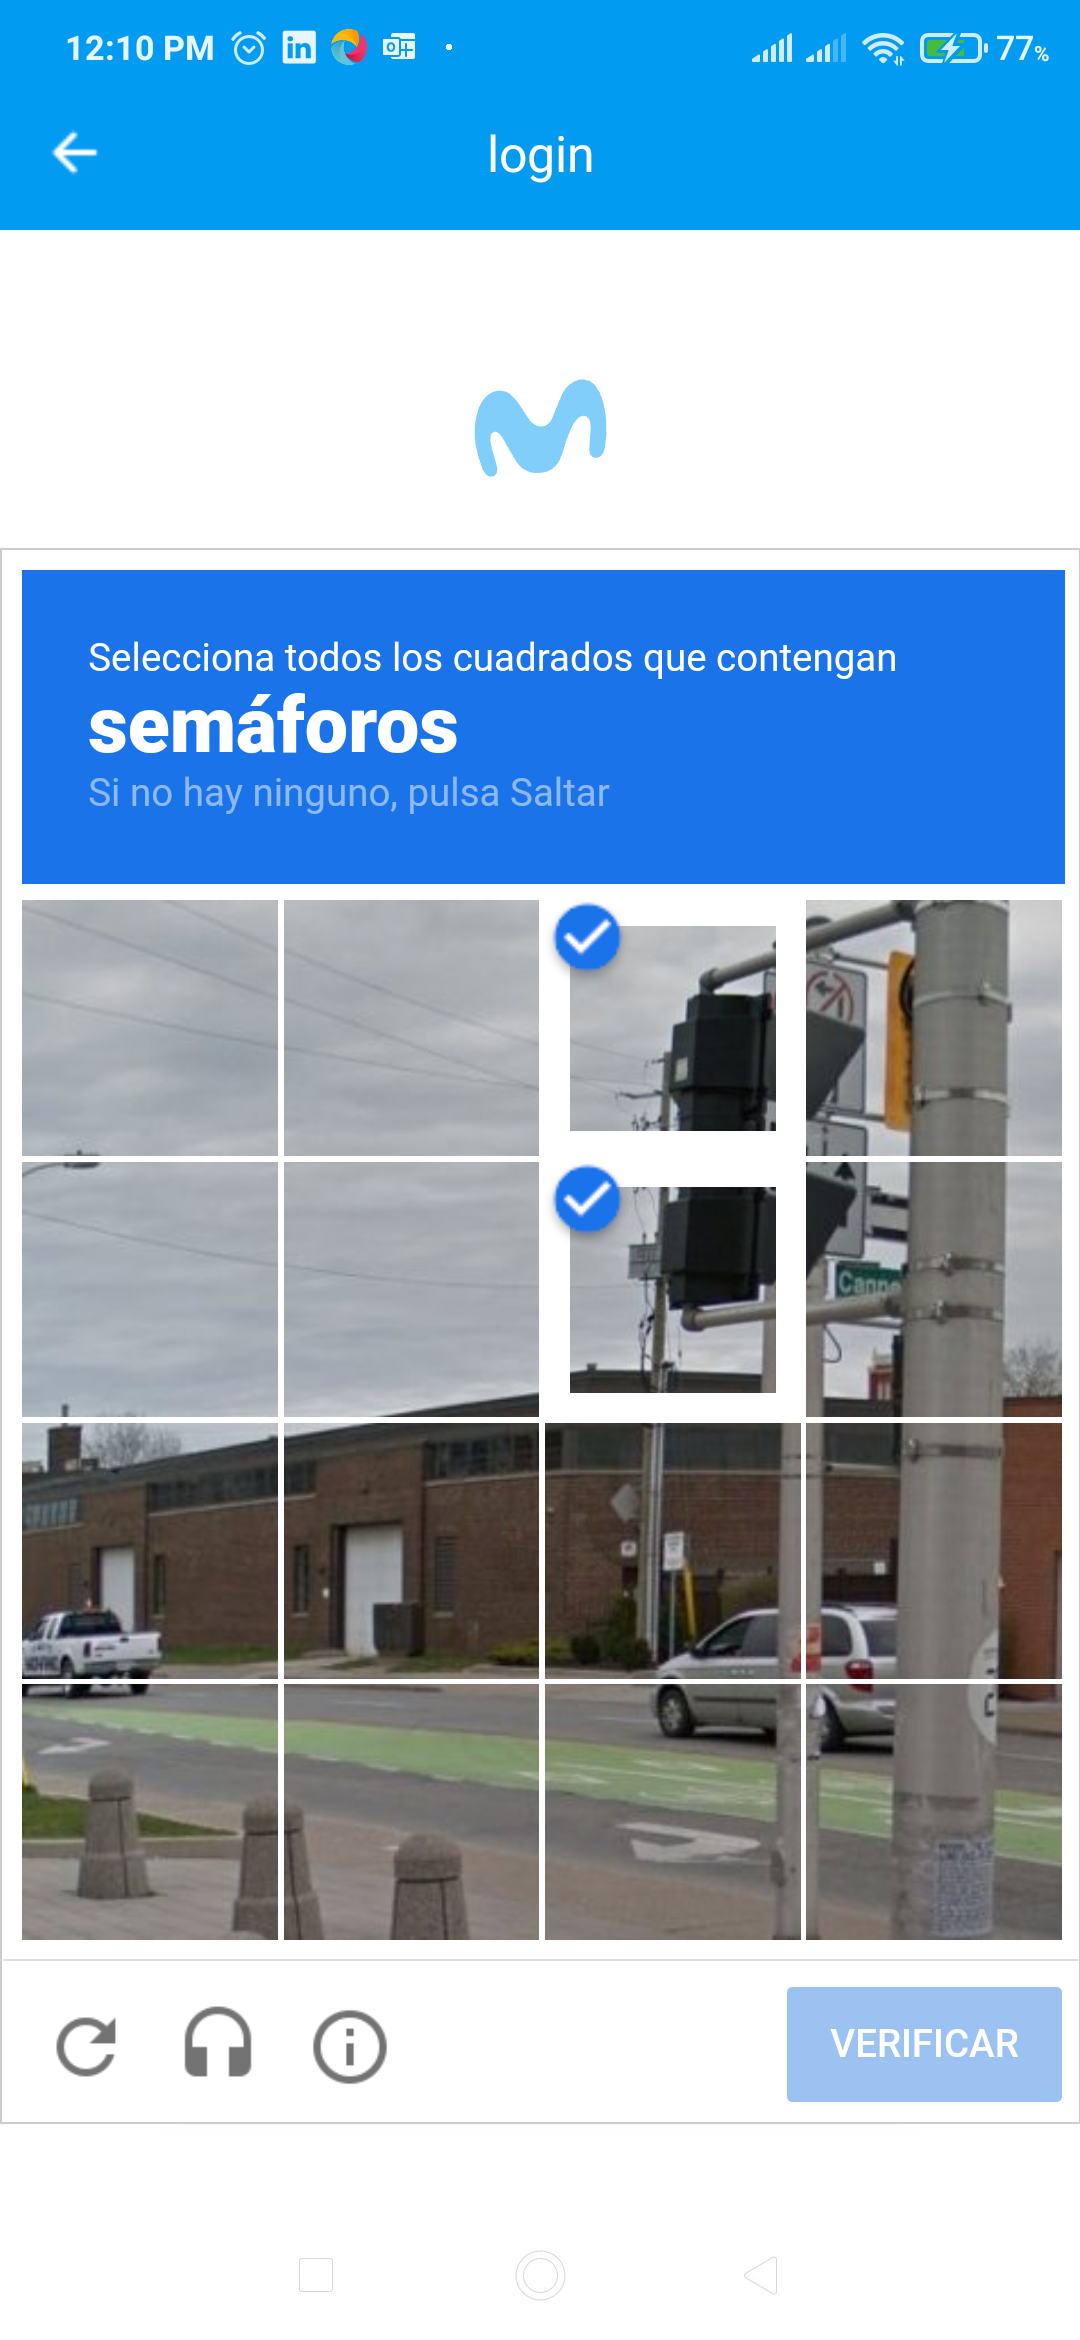 12:10 PM
77%
login
Selecciona todos los cuadrados que contengan
semáforos
Si no hay ninguno, pulsa Saltar
VERIFICAR